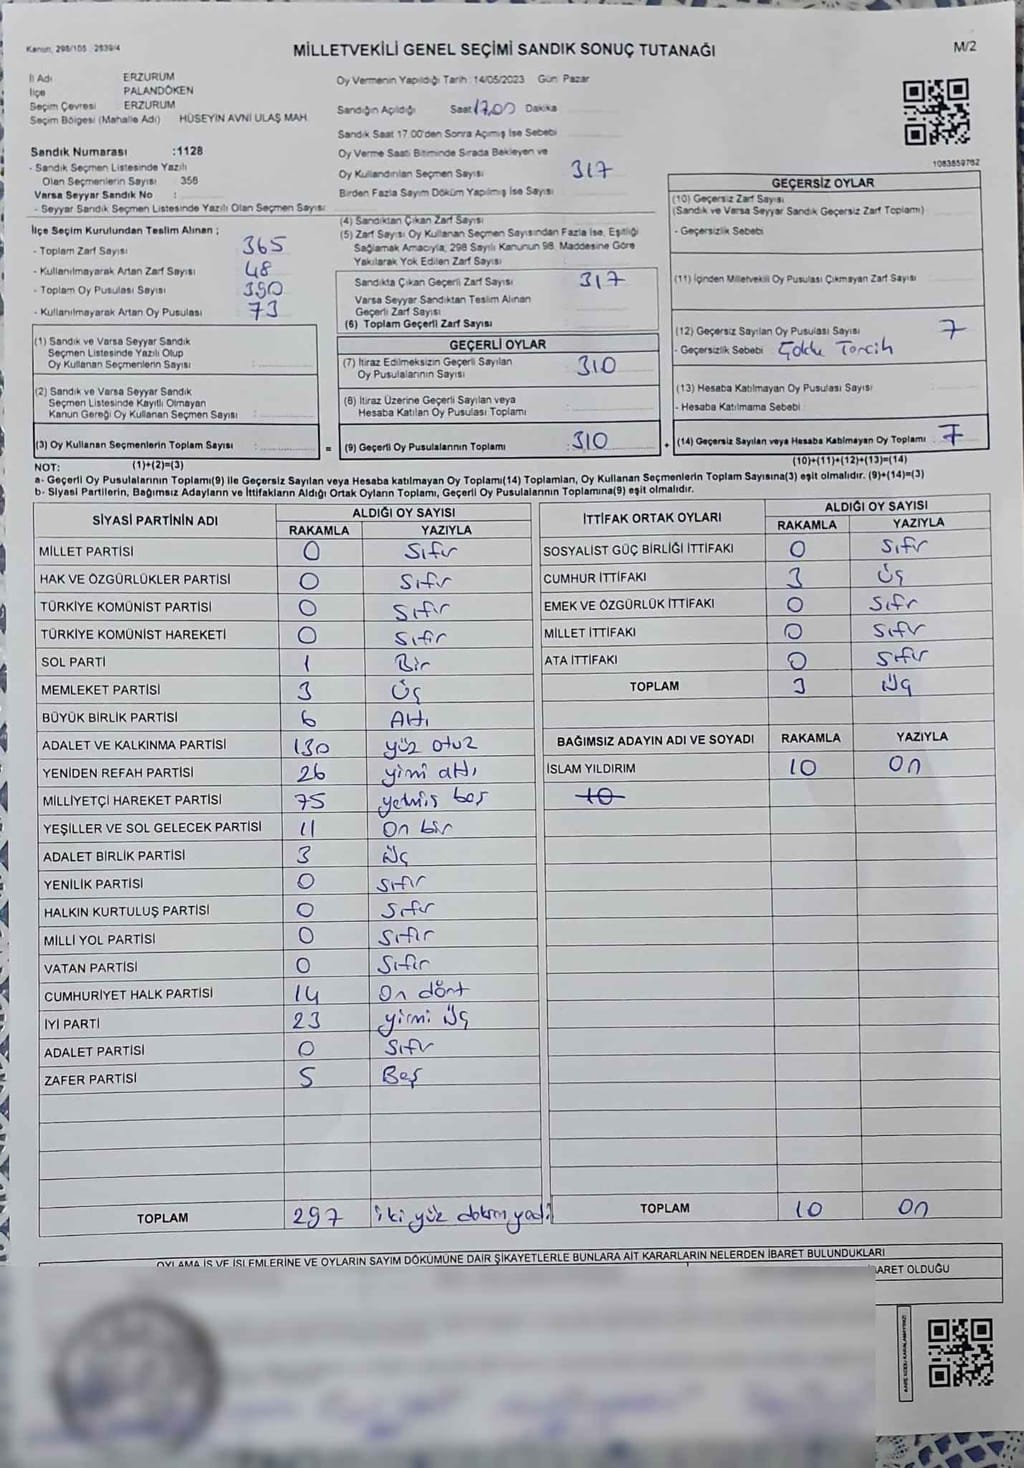 Kanun, 298/105 : 2839/4
MİLLETVEKİLİ GENEL SEÇİMİ SANDIK SONUÇ TUTANAĞI
M/2
İl Adı ERZURUM
İlçe PALANDÖKEN
Seçim Çevresi ERZURUM
Seçim Bölgesi (Mahalle Adı) HÜSEYİN AVNİ ULAŞ MAH.
Sandık Numarası :1128
- Sandık Seçmen Listesinde Yazılı
Olan Seçmenlerin Sayısı 356
Varsa Seyyar Sandık No :
- Seyyar Sandık Seçmen Listesinde Yazılı Olan Seçmen Sayısı:
Oy Vermenin Yapıldığı Tarih : 14/05/2023 Gün: Pazar
Sandığın Açıldığı Saat 17.00 Dakika
Sandık Saat 17.00'den Sonra Açımış İse Sebebi
Oy Verme Saati Bitiminde Sırada Bekleyen ve
Oy Kullandırılan Seçmen Sayısı 317
Birden Fazla Sayım Döküm Yapılmış İse Sayısı
1083859762
İlçe Seçim Kurulundan Teslim Alınan ;
- Toplam Zarf Sayısı 365
- Kullanılmayarak Artan Zarf Sayısı 48
- Toplam Oy Pusulası Sayısı 390
- Kullanılmayarak Artan Oy Pusulası 73
(1) Sandık ve Varsa Seyyar Sandık
Seçmen Listesinde Yazılı Olup
Oy Kullanan Seçmenlerin Sayısı :
(2) Sandık ve Varsa Seyyar Sandık
Seçmen Listesinde Kayıtlı Olmayan
Kanun Gereği Oy Kullanan Seçmen Sayısı :
(3) Oy Kullanan Seçmenlerin Toplam Sayısı :
(4) Sandıktan Çıkan Zarf Sayısı
(5) Zarf Sayısı Oy Kullanan Seçmen Sayısından Fazla İse, Eşitliği
Sağlamak Amacıyla, 298 Sayılı Kanunun 98. Maddesine Göre
Yakılarak Yok Edilen Zarf Sayısı
Sandıkta Çıkan Geçerli Zarf Sayısı 317
Varsa Seyyar Sandıktan Teslim Alınan
Geçerli Zarf Sayısı
(6) Toplam Geçerli Zarf Sayısı
GEÇERLİ OYLAR
(7) İtiraz Edilmeksizin Geçerli Sayılan
Oy Pusulalarının Sayısı 310
(8) İtiraz Üzerine Geçerli Sayılan veya
Hesaba Katılan Oy Pusulası Toplamı
= (9) Geçerli Oy Pusulalarının Toplamı 310
GEÇERSİZ OYLAR
(10) Geçersiz Zarf Sayısı
(Sandık ve Varsa Seyyar Sandık Geçersiz Zarf Toplamı)
- Geçersizlik Sebebi
(11) İçinden Milletvekili Oy Pusulası Çıkmayan Zarf Sayısı
(12) Geçersiz Sayılan Oy Pusulası Sayısı 7
- Geçersizlik Sebebi Çoklu Tercih
(13) Hesaba Katılmayan Oy Pusulası Sayısı
- Hesaba Katılmama Sebebi
+ (14) Geçersiz Sayılan veya Hesaba Katılmayan Oy Toplamı 7
NOT: (1)+(2)=(3)
(10)+(11)+(12)+(13)=(14)
a- Geçerli Oy Pusulalarının Toplamı(9) ile Geçersiz Sayılan veya Hesaba katılmayan Oy Toplamı(14) Toplamları, Oy Kullanan Seçmenlerin Toplam Sayısına(3) eşit olmalıdır. (9)+(14)=(3)
b- Siyasi Partilerin, Bağımsız Adayların ve İttifakların Aldığı Ortak Oyların Toplamı, Geçerli Oy Pusulalarının Toplamına(9) eşit olmalıdır.
SİYASİ PARTİNİN ADI ALDIĞI OY SAYISI
RAKAMLA YAZIYLA
MİLLET PARTİSİ 0 Sıfır
HAK VE ÖZGÜRLÜKLER PARTİSİ 0 Sıfır
TÜRKİYE KOMÜNİST PARTİSİ 0 Sıfır
TÜRKİYE KOMÜNİST HAREKETİ 0 Sıfır
SOL PARTİ 1 Bir
MEMLEKET PARTİSİ 3 Üç
BÜYÜK BİRLİK PARTİSİ 6 Altı
ADALET VE KALKINMA PARTİSİ 130 yüz otuz
YENİDEN REFAH PARTİSİ 26 yirmi altı
MİLLİYETÇİ HAREKET PARTİSİ 75 yetmiş beş
YEŞİLLER VE SOL GELECEK PARTİSİ 11 On bir
ADALET BİRLİK PARTİSİ 3 Üç
YENİLİK PARTİSİ 0 Sıfır
HALKIN KURTULUŞ PARTİSİ 0 Sıfır
MİLLİ YOL PARTİSİ 0 Sıfır
VATAN PARTİSİ 0 Sıfır
CUMHURİYET HALK PARTİSİ 14 On dört
İYİ PARTİ 23 yirmi üç
ADALET PARTİSİ 0 Sıfır
ZAFER PARTİSİ 5 Beş
TOPLAM 297 iki yüz doksan yedi
İTTİFAK ORTAK OYLARI ALDIĞI OY SAYISI
RAKAMLA YAZIYLA
SOSYALİST GÜÇ BİRLİĞİ İTTİFAKI 0 Sıfır
CUMHUR İTTİFAKI 3 Üç
EMEK VE ÖZGÜRLÜK İTTİFAKI 0 Sıfır
MİLLET İTTİFAKI 0 Sıfır
ATA İTTİFAKI 0 Sıfır
TOPLAM 3 Üç
BAĞIMSIZ ADAYIN ADI VE SOYADI RAKAMLA YAZIYLA
İSLAM YILDIRIM 10 On
10
TOPLAM 10 On
OYLAMA İŞ VE İŞLEMLERİNE VE OYLARIN SAYIM DÖKÜMÜNE DAİR ŞİKAYETLERLE BUNLARA AİT KARARLARIN NELERDEN İBARET BULUNDUKLARI
ARET OLDUĞU